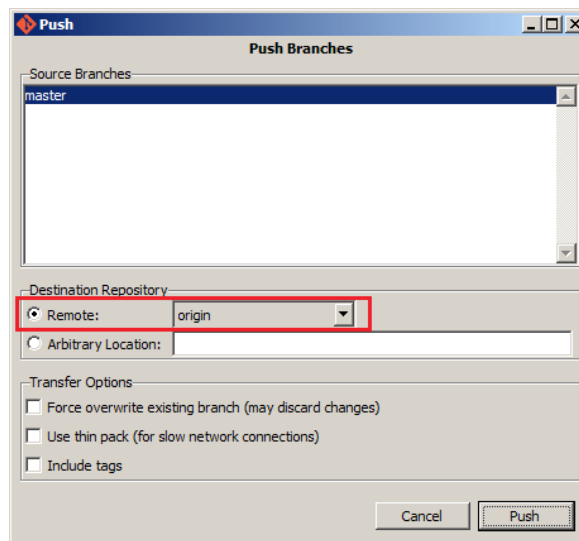 Push
Push Branches
Source Branches
master
Destination Repository
Remote: origin
Arbitrary Location:
Transfer Options
Force overwrite existing branch (may discard changes)
Use thin pack (for slow network connections)
Include tags
Cancel Push